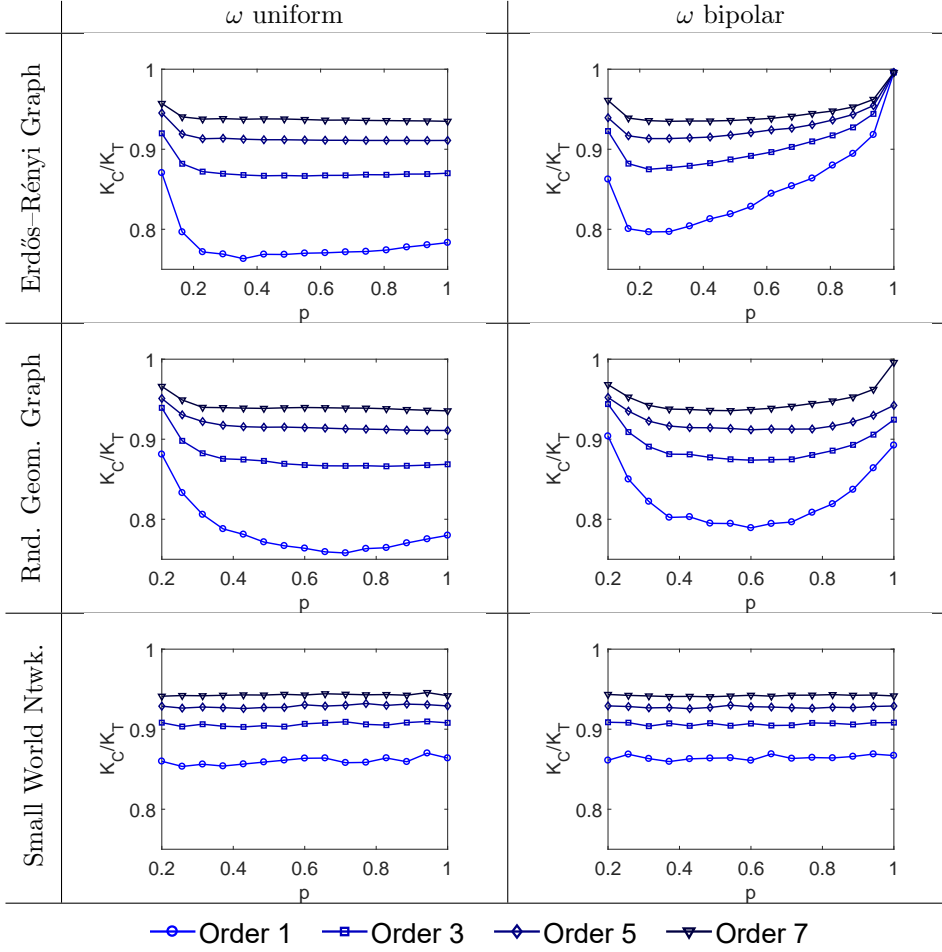 ω uniform
ω bipolar
Erdős–Rényi Graph
1
0.9
0.8
K_C/K_T
0.2 0.4 0.6 0.8 1
p
1
0.9
0.8
K_C/K_T
0.2 0.4 0.6 0.8 1
p
Rnd. Geom. Graph
1
0.9
0.8
K_C/K_T
0.2 0.4 0.6 0.8 1
p
1
0.9
0.8
K_C/K_T
0.2 0.4 0.6 0.8 1
p
Small World Ntwk.
1
0.9
0.8
K_C/K_T
0.2 0.4 0.6 0.8 1
p
1
0.9
0.8
K_C/K_T
0.2 0.4 0.6 0.8 1
p
Order 1 Order 3 Order 5 Order 7